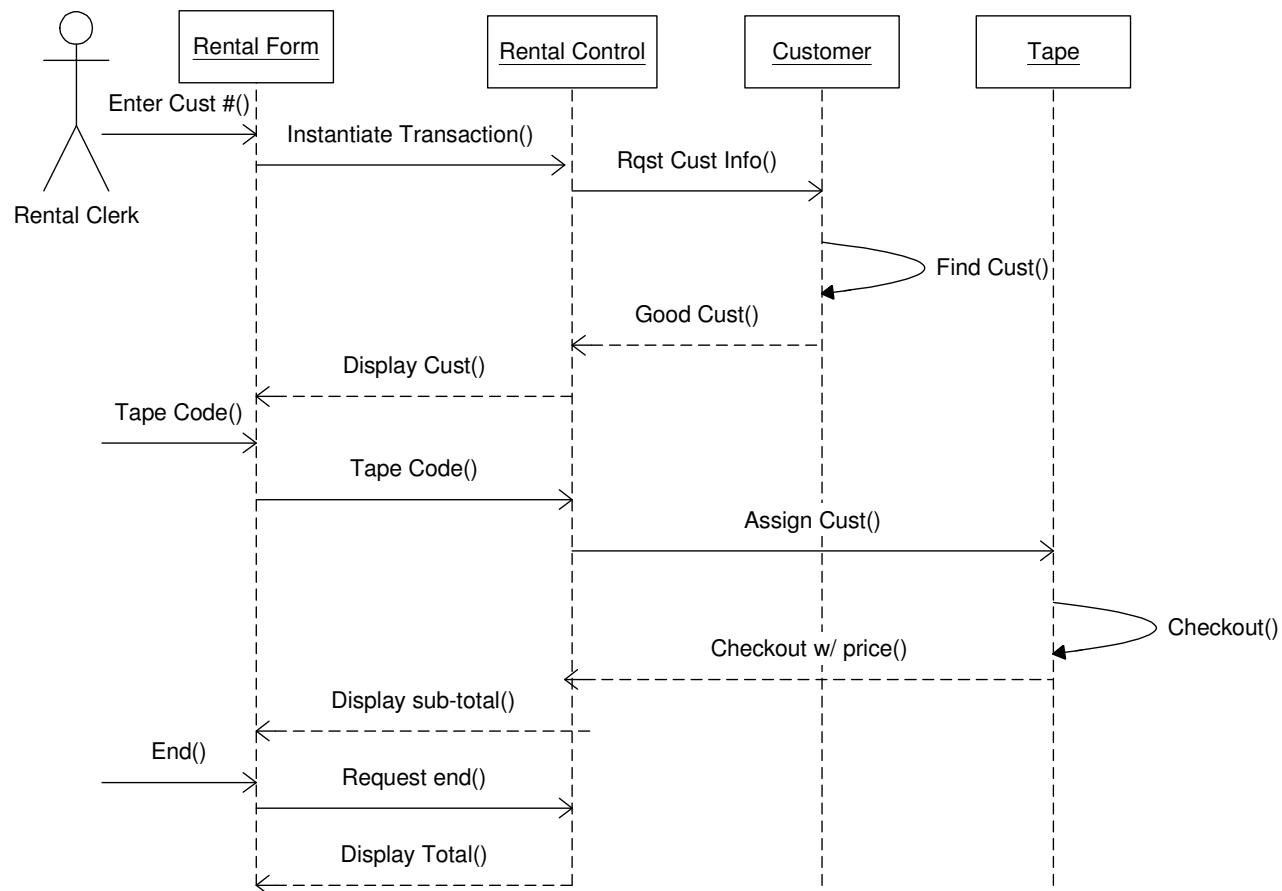 Rental Form
Rental Control
Customer
Tape
Enter Cust #()
Instantiate Transaction()
Rqst Cust Info()
Rental Clerk
Find Cust()
Good Cust()
Display Cust()
Tape Code()
Tape Code()
Assign Cust()
Checkout()
Checkout w/ price()
Display sub-total()
End()
Request end()
Display Total()